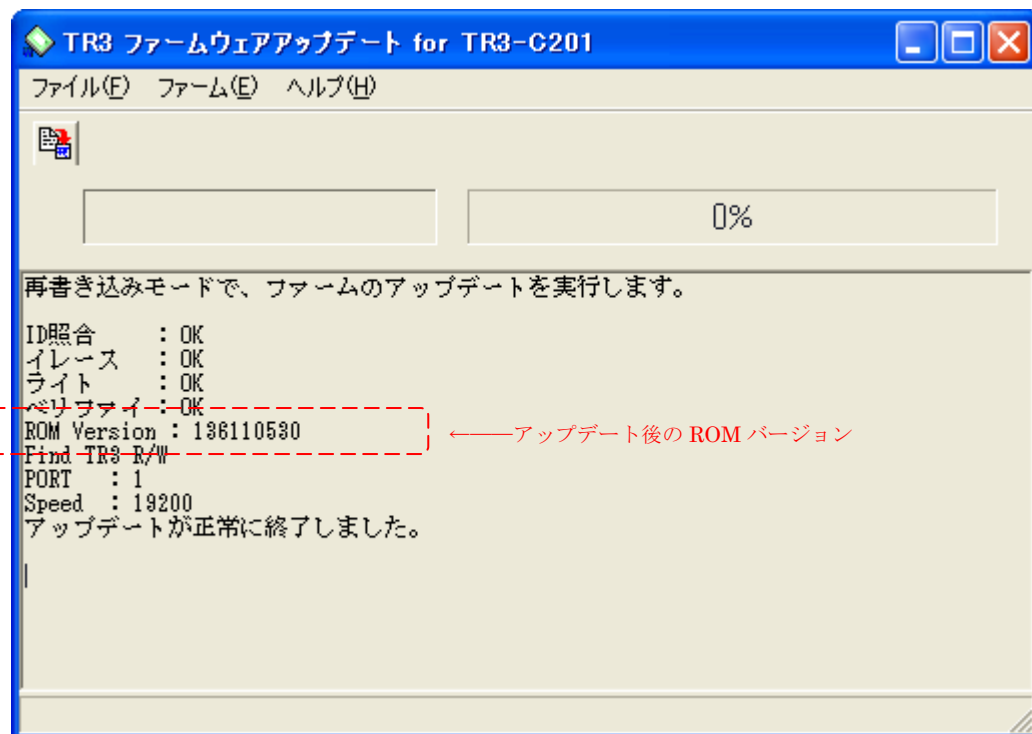 TR3 ファームウェアアップデート for TR3-C201
ファイル(F) ファーム(E) ヘルプ(H)
0%
再書き込みモードで、ファームのアップデートを実行します。
ID照合 : OK
イレース : OK
ライト : OK
ベリファイ : OK
ROM Version : 136110530
←──アップデート後の ROM バージョン
Find TR3 R/W
PORT : 1
Speed : 19200
アップデートが正常に終了しました。